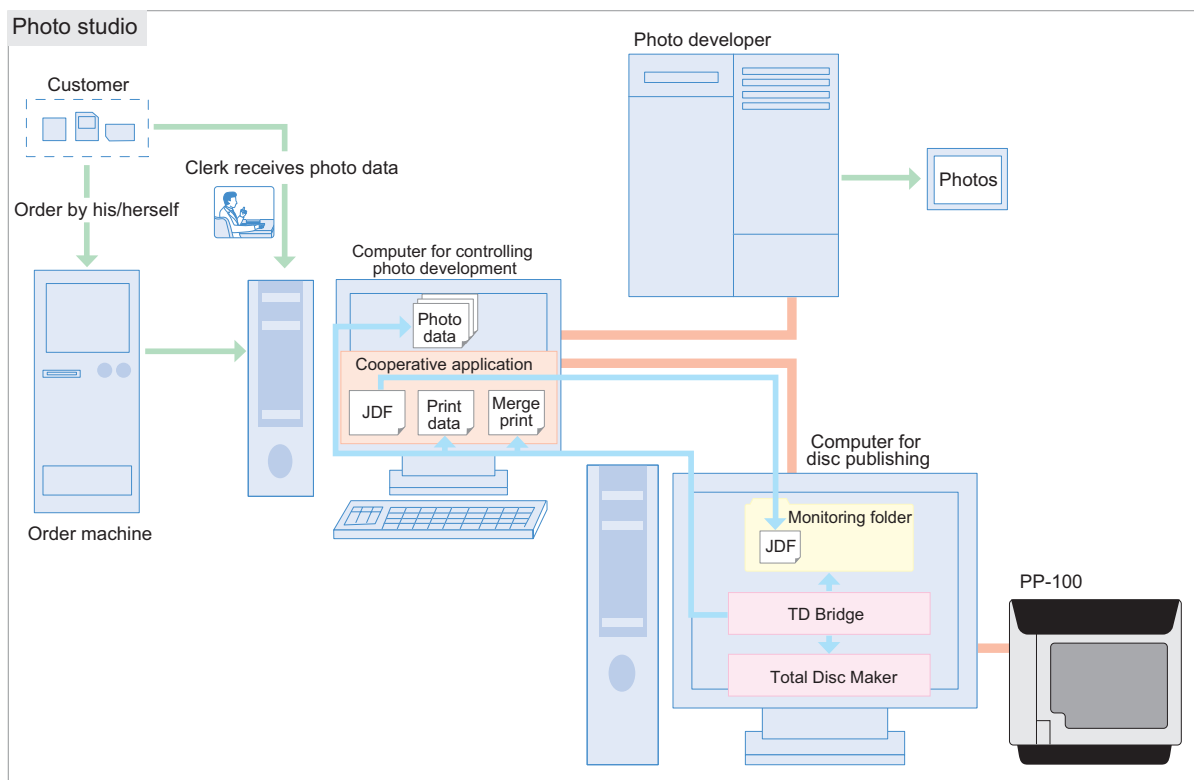 Photo studio
Photo developer
Customer
Clerk receives photo data
Photos
Order by his/herself
Computer for controlling
photo development
Photo
data
Cooperative application
JDF
Print
data
Merge
print
Computer for
disc publishing
Order machine
Monitoring folder
JDF
PP-100
TD Bridge
Total Disc Maker